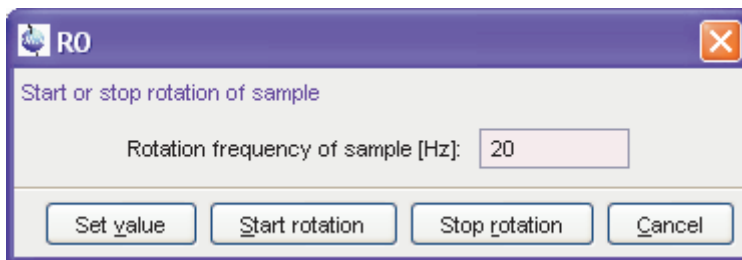 RO
Start or stop rotation of sample
Rotation frequency of sample [Hz]: 20
Set value Start rotation Stop rotation Cancel